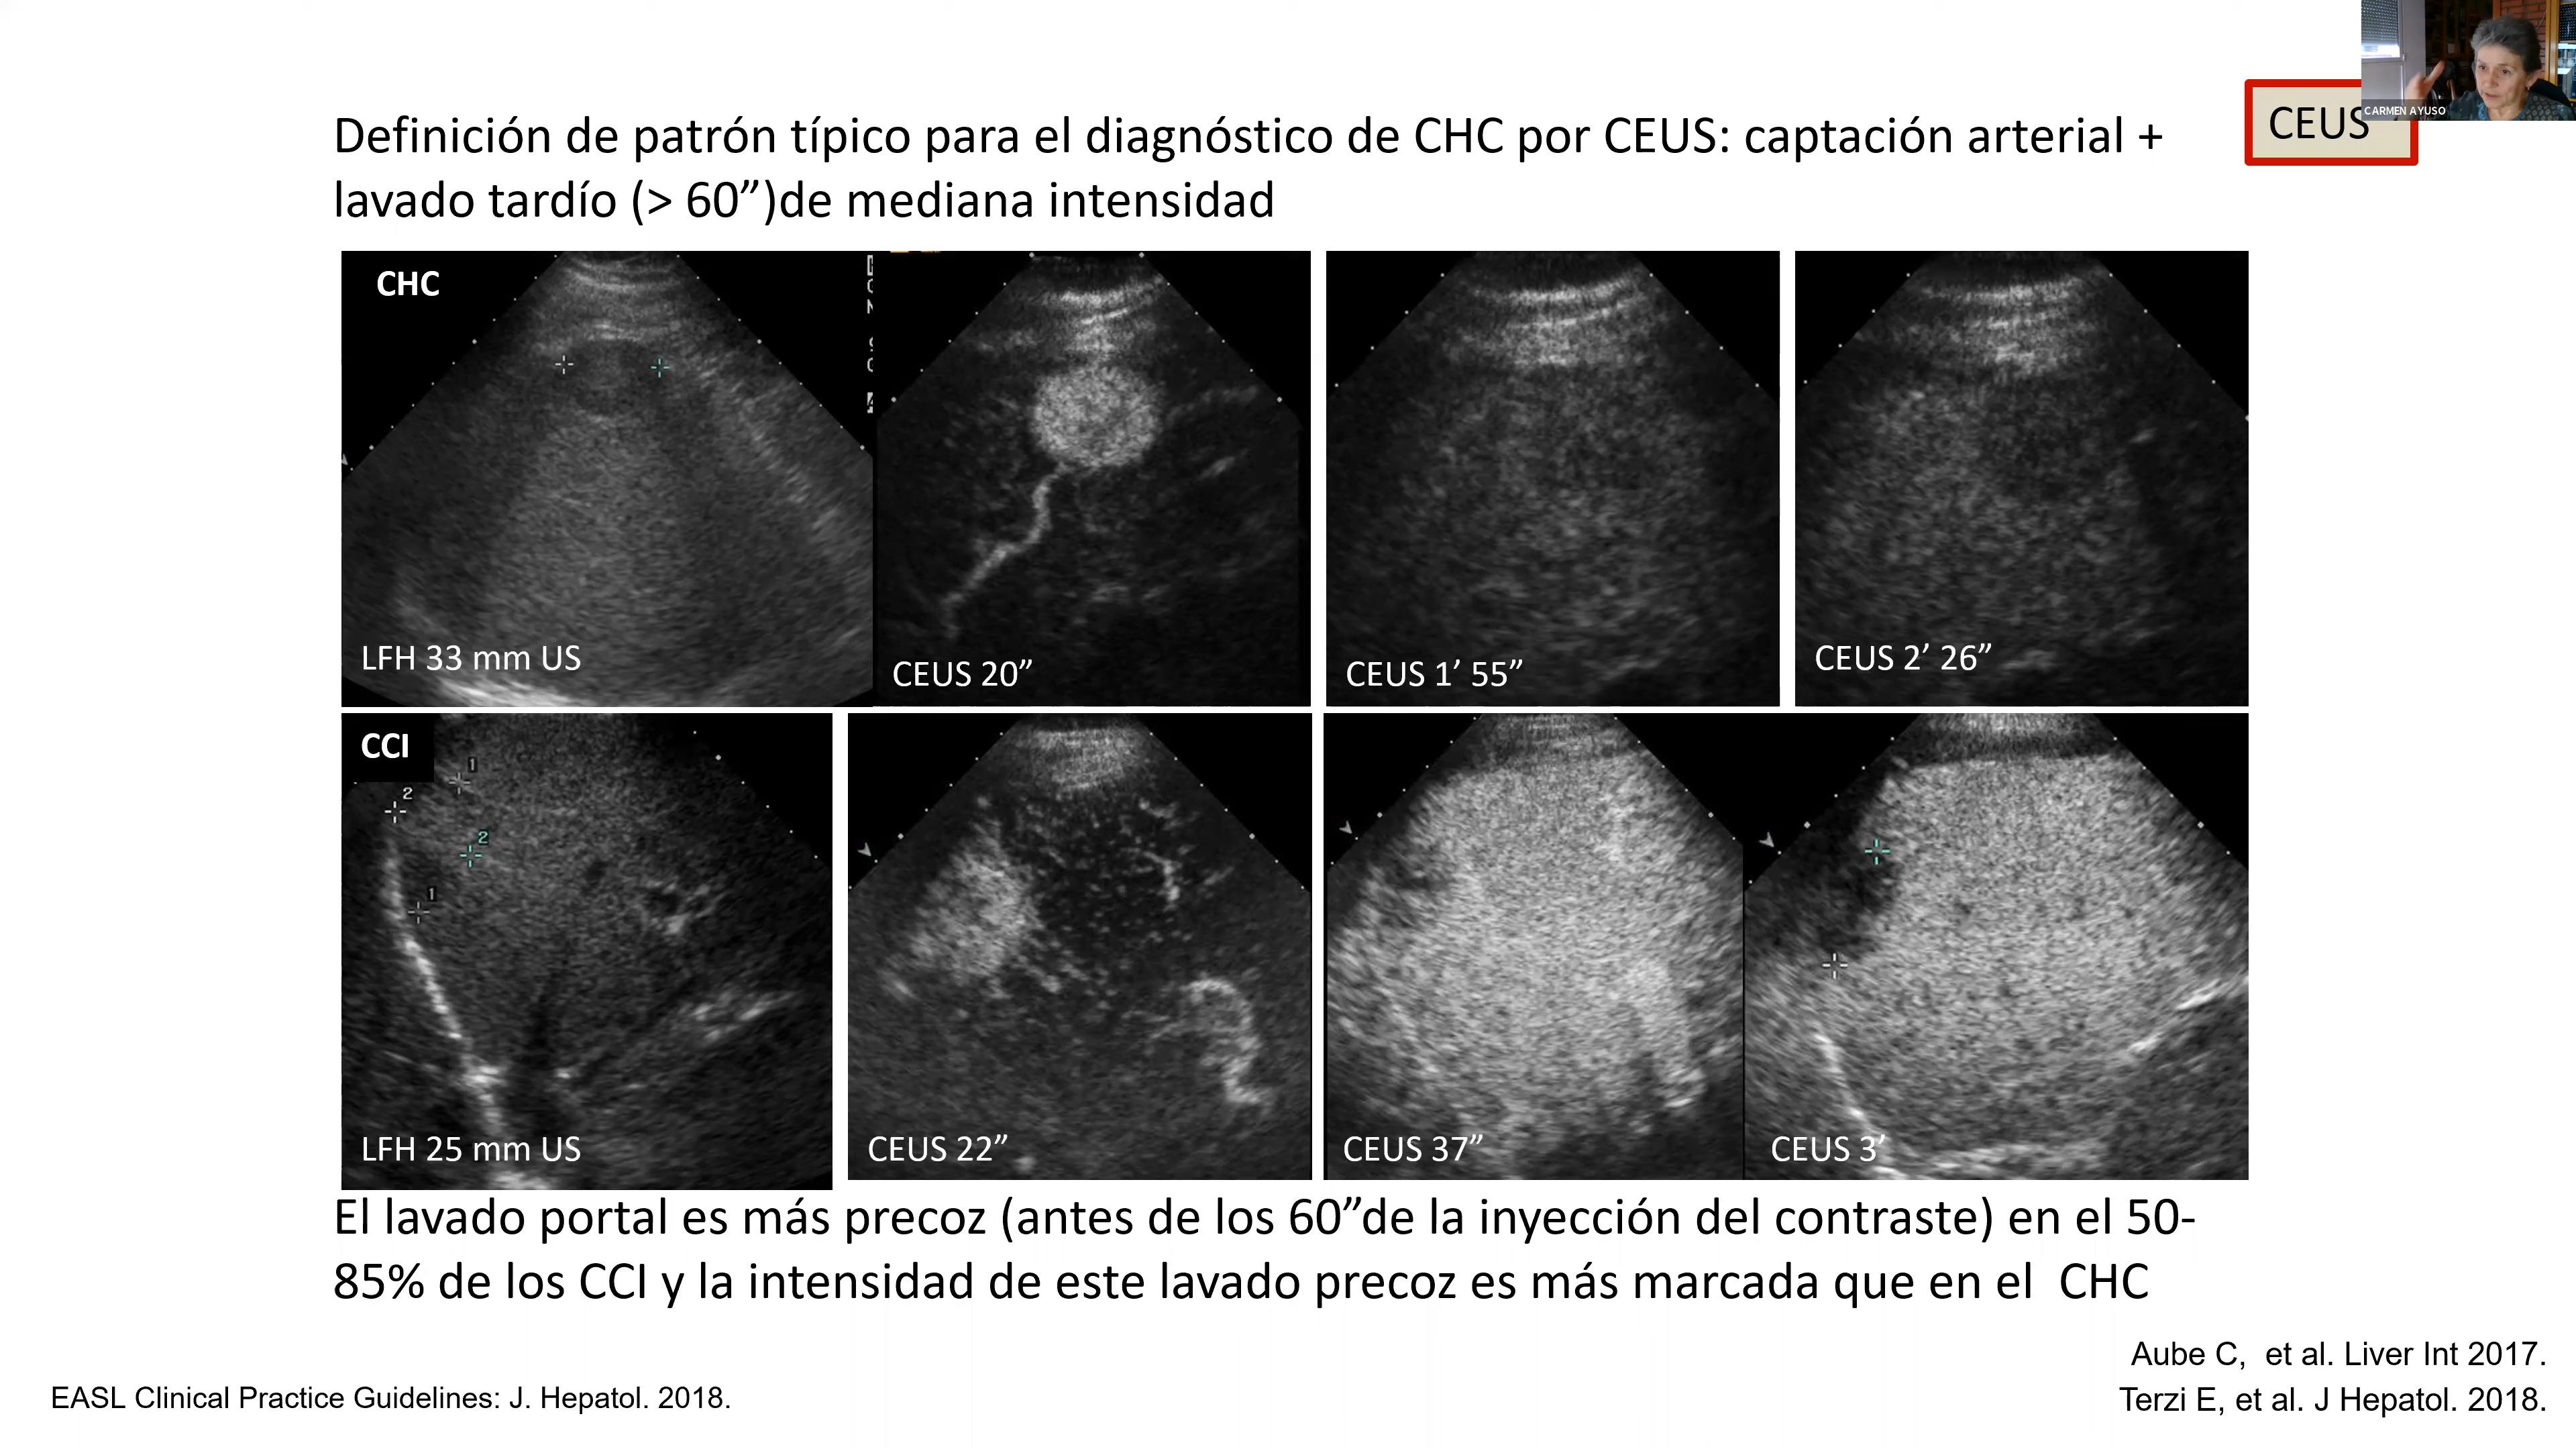 CARMEN AYUSO
CEUS
Definición de patrón típico para el diagnóstico de CHC por CEUS: captación arterial +
lavado tardío (> 60”)de mediana intensidad
CHC
LFH 33 mm US
CEUS 20”
CEUS 1’ 55”
CEUS 2’ 26”
CCI
1
2
2
1
LFH 25 mm US
CEUS 22”
CEUS 37”
CEUS 3’
El lavado portal es más precoz (antes de los 60”de la inyección del contraste) en el 50-
85% de los CCI y la intensidad de este lavado precoz es más marcada que en el CHC
Aube C, et al. Liver Int 2017.
EASL Clinical Practice Guidelines: J. Hepatol. 2018.
Terzi E, et al. J Hepatol. 2018.